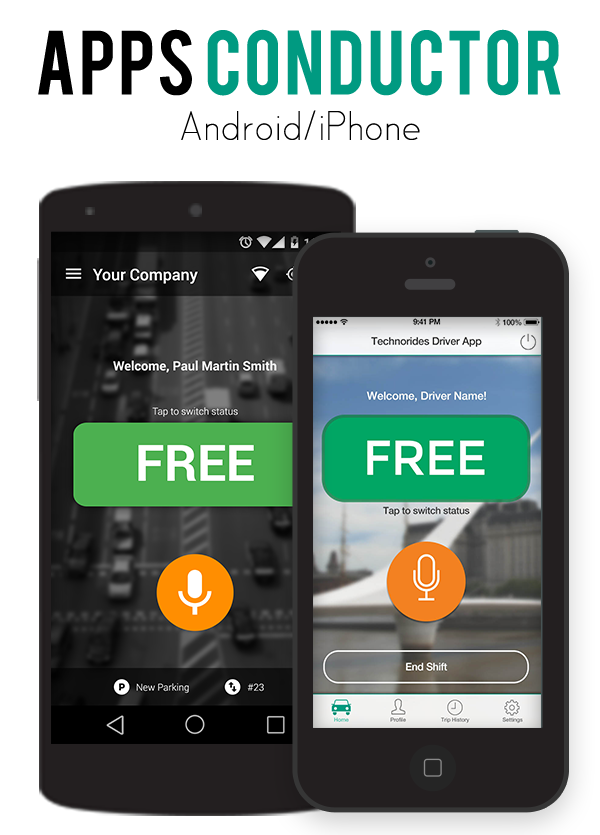 APPS CONDUCTOR
Android/iPhone
Your Company
Welcome, Paul Martin Smith
Tap to switch status
FREE
New Parking
#23
9:41 PM
100%
Technorides Driver App
Welcome, Driver Name!
FREE
Tap to switch status
End Shift
Home
Profile
Trip History
Settings